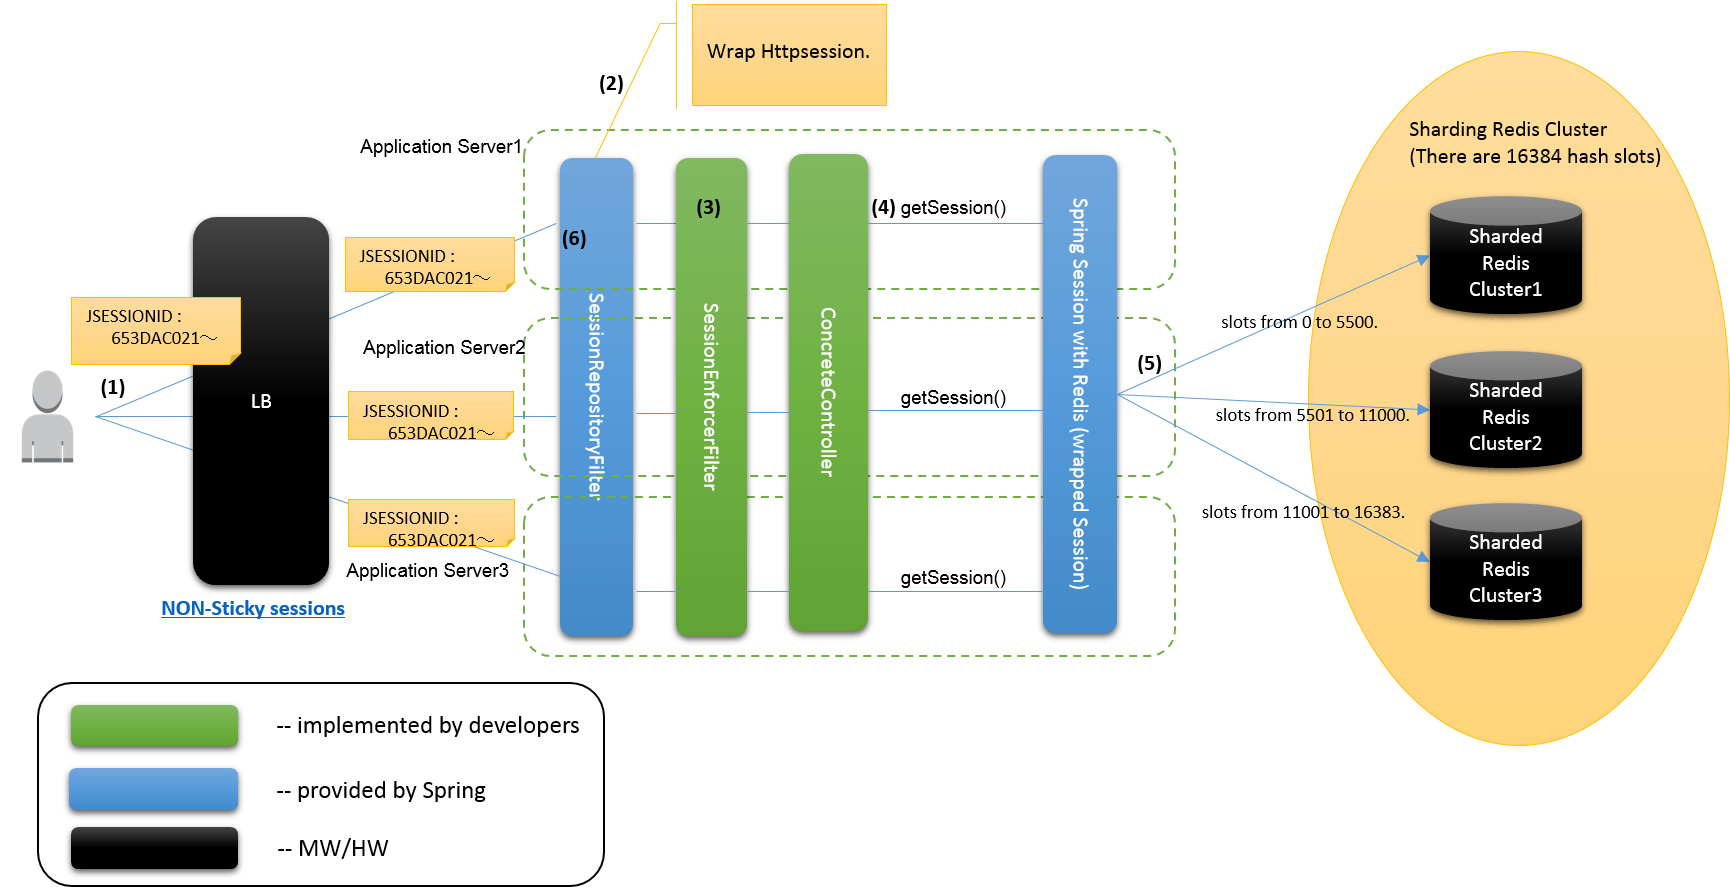 Wrap Httpsession.
(2)
Application Server1
Sharding Redis Cluster
(There are 16384 hash slots)
(3)
(4) getSession()
(6)
JSESSIONID :
653DAC021～
Sharded
Redis
Cluster1
JSESSIONID :
653DAC021～
slots from 0 to 5500.
Application Server2
SessionRepositoryFilter
SessionEnforcerFilter
ConcreteController
Spring Session with Redis (wrapped Session)
(1)
LB
(5)
JSESSIONID :
653DAC021～
getSession()
slots from 5501 to 11000.
Sharded
Redis
Cluster2
JSESSIONID :
653DAC021～
slots from 11001 to 16383.
Application Server3
getSession()
Sharded
Redis
Cluster3
NON-Sticky sessions
-- implemented by developers
-- provided by Spring
-- MW/HW